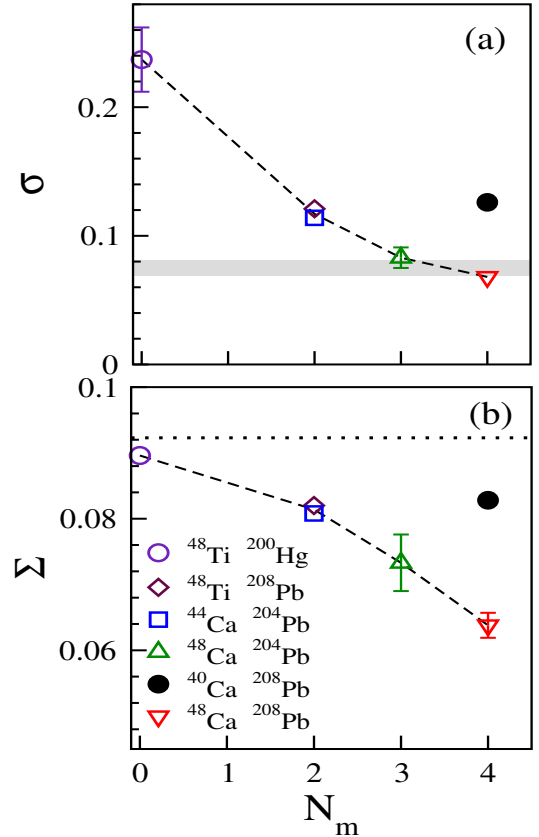 (a)
0.2
σ
0.1
0
0.1
(b)
0.08
Σ
⁴⁸Ti ²⁰⁰Hg
⁴⁸Ti ²⁰⁸Pb
⁴⁴Ca ²⁰⁴Pb
⁴⁸Ca ²⁰⁴Pb
0.06
⁴⁰Ca ²⁰⁸Pb
⁴⁸Ca ²⁰⁸Pb
0 1 2 3 4
Nₘ